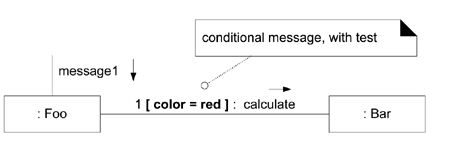 conditional message, with test
message1
1 [ color = red ] : calculate
: Foo
: Bar